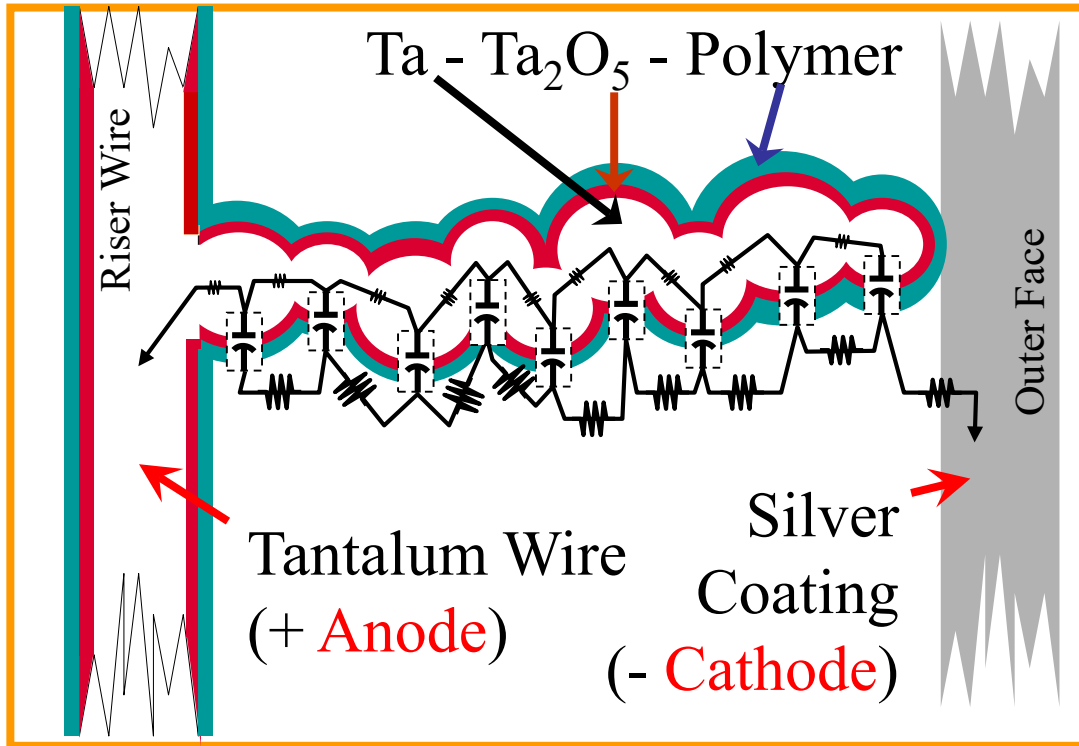 Ta - Ta₂O₅ - Polymer
Riser Wire
Outer Face
Tantalum Wire
(+ Anode)
Silver
Coating
(- Cathode)